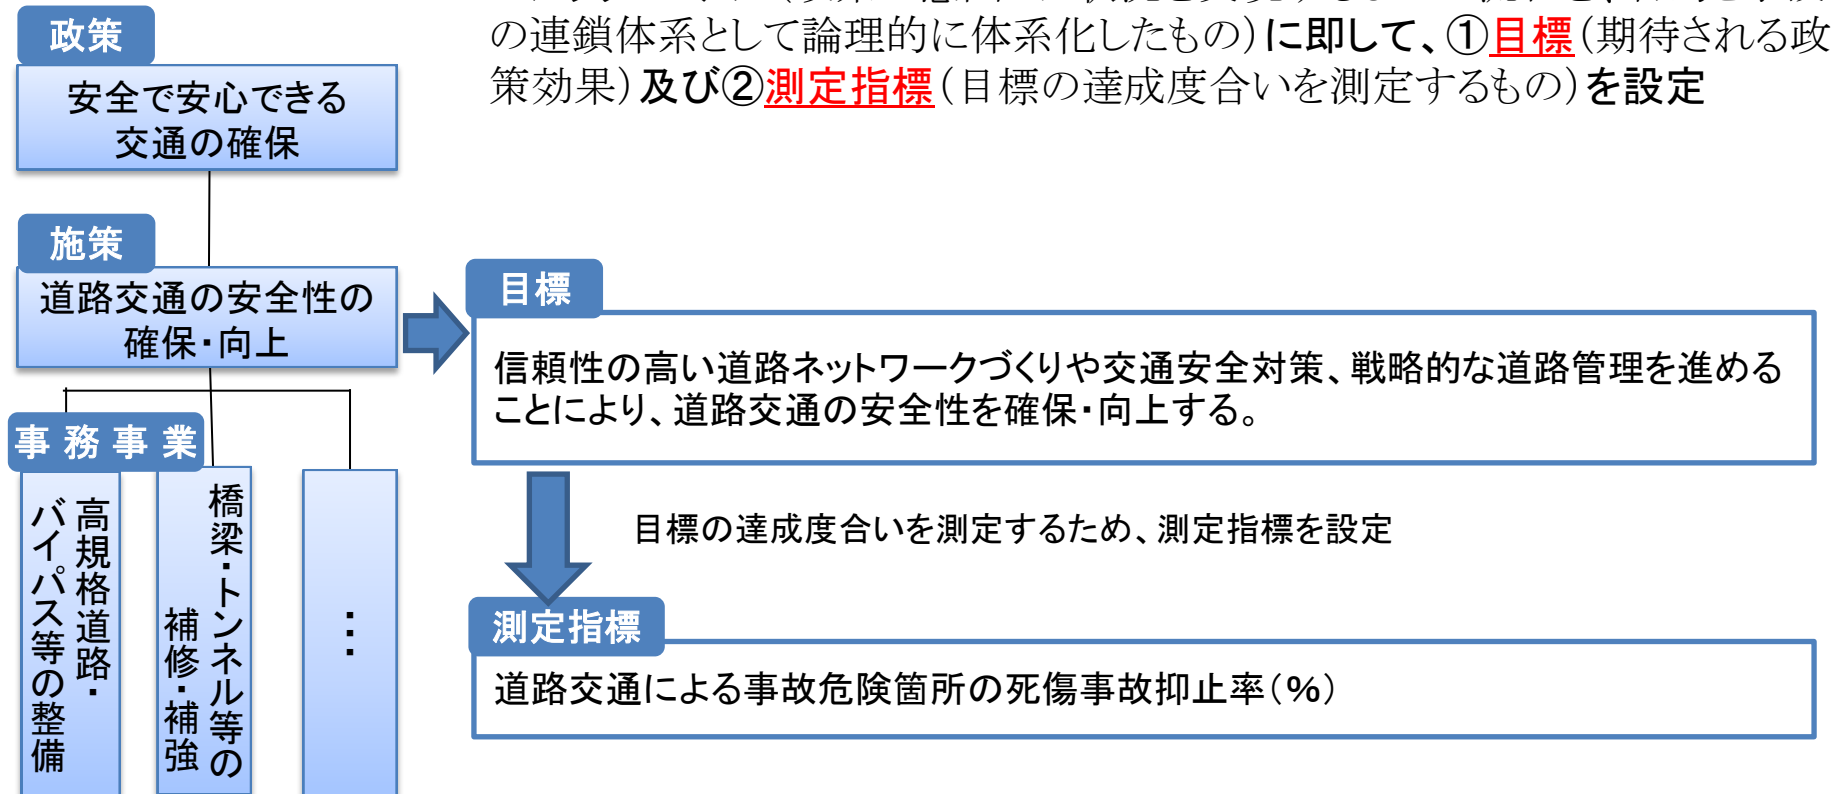 政策
安全で安心できる
交通の確保
の連鎖体系として論理的に体系化したもの)に即して、①目標(期待される政
策効果)及び②測定指標(目標の達成度合いを測定するもの)を設定
施策
道路交通の安全性の
確保・向上
目標
信頼性の高い道路ネットワークづくりや交通安全対策、戦略的な道路管理を進める
ことにより、道路交通の安全性を確保・向上する。
事務事業
高規格道路・
バイパス等の整備
橋梁・トンネル等の
補修・補強
・・・
目標の達成度合いを測定するため、測定指標を設定
測定指標
道路交通による事故危険箇所の死傷事故抑止率(%)